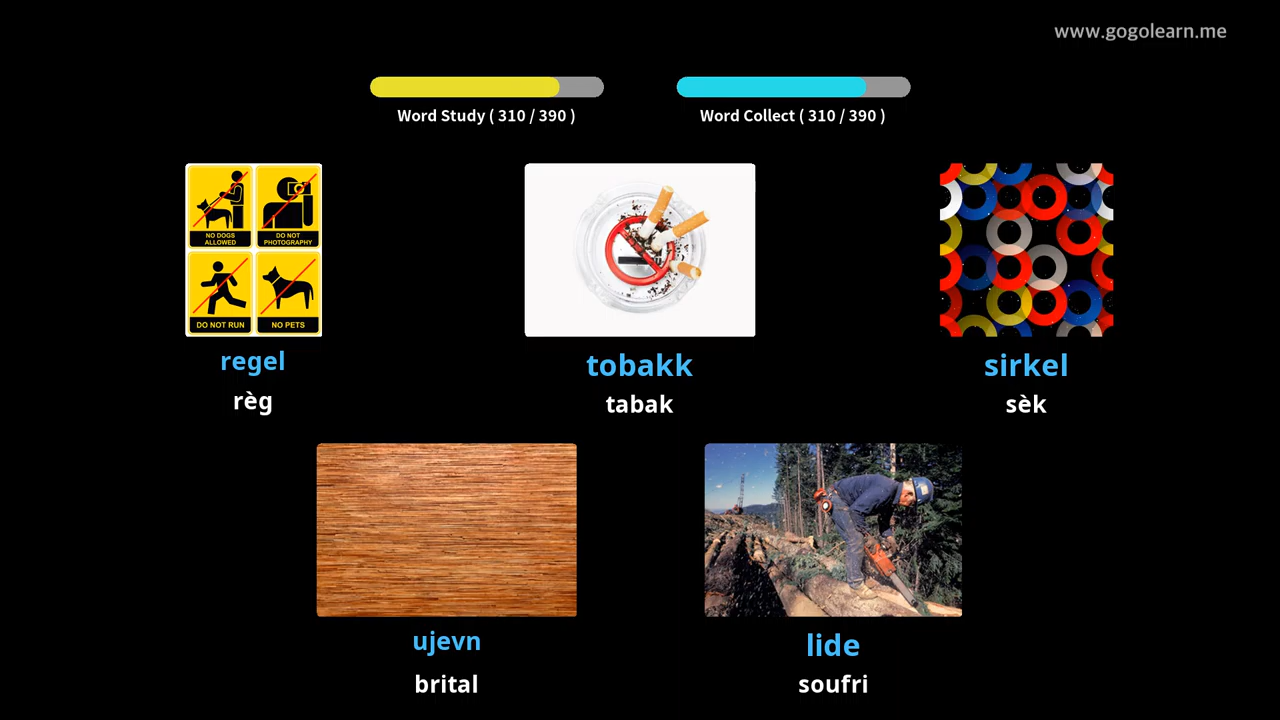 www.gogolearn.me
Word Study ( 310 / 390 )
Word Collect ( 310 / 390 )
NO DOGS
ALLOWED
DO NOT
PHOTOGRAPHY
DO NOT RUN
NO PETS
regel
règ
tobakk
tabak
sirkel
sèk
ujevn
brital
lide
soufri